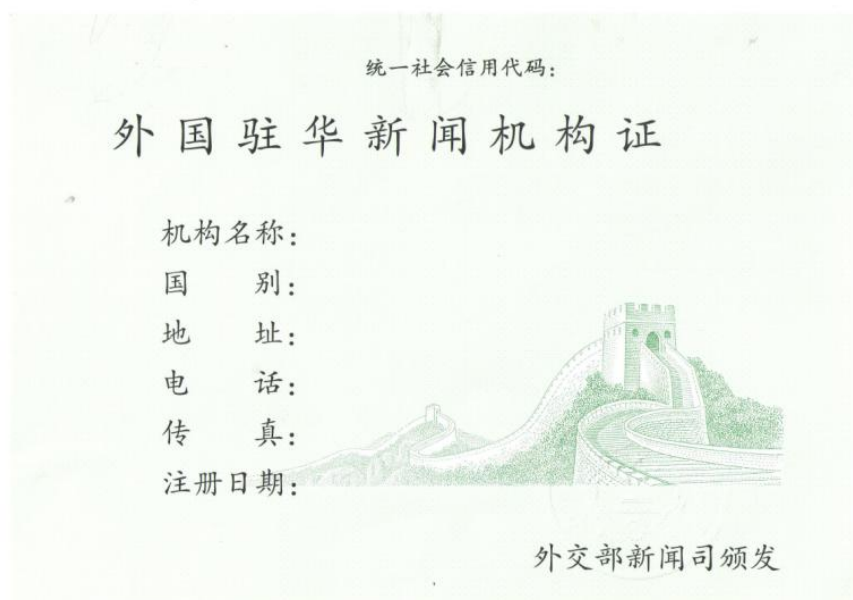 统一社会信用代码：
外国驻华新闻机构证
机构名称：
国 别：
地 址：
电 话：
传 真：
注册日期：
外交部新闻司颁发